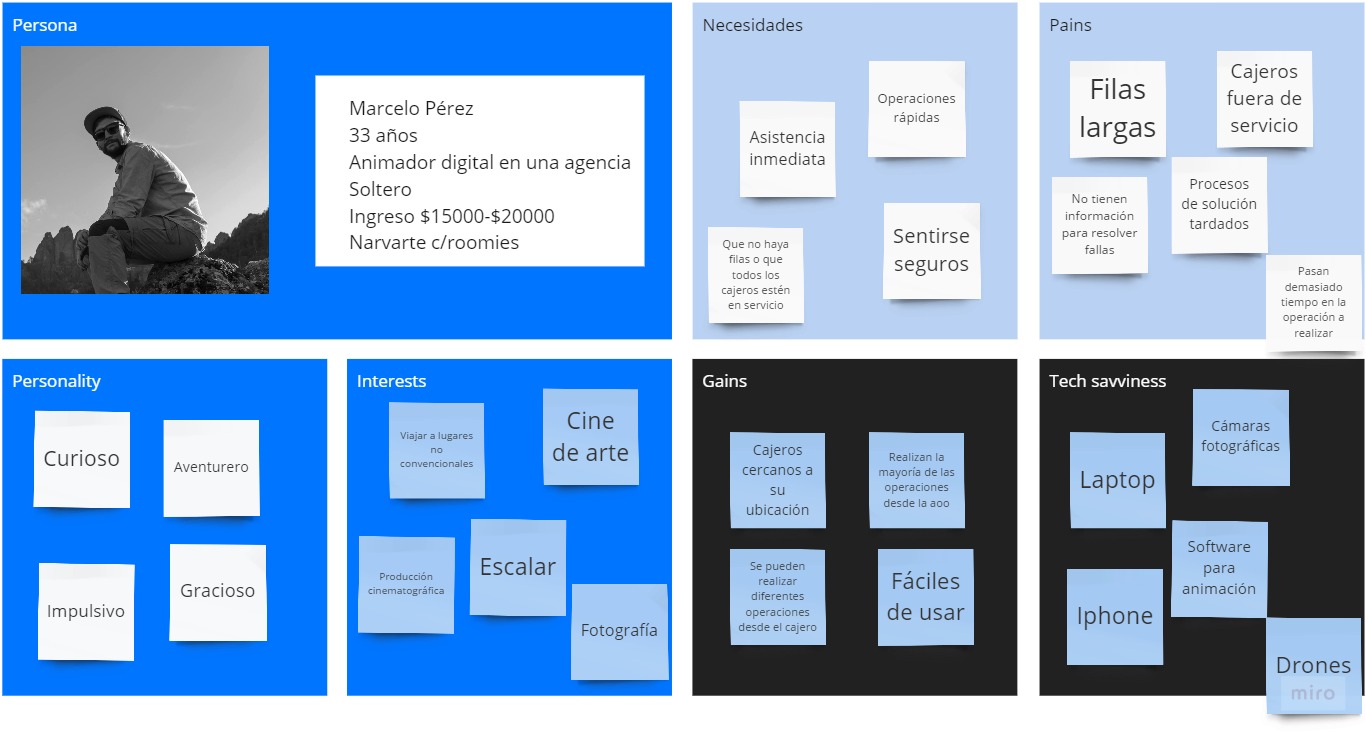 Persona
Marcelo Pérez
33 años
Animador digital en una agencia
Soltero
Ingreso $15000-$20000
Narvarte c/roomies
Necesidades
Operaciones
rápidas
Asistencia
inmediata
Sentirse
seguros
Que no haya
filas o que
todos los
cajeros estén
en servicio
Pains
Filas
largas
Cajeros
fuera de
servicio
No tienen
información
para resolver
fallas
Procesos
de solución
tardados
Pasan
demasiado
tiempo en la
operación a
realizar
Personality
Curioso
Aventurero
Impulsivo
Gracioso
Interests
Viajar a lugares
no
convencionales
Cine
de arte
Producción
cinematográfica
Escalar
Fotografía
Gains
Cajeros
cercanos a
su
ubicación
Realizan la
mayoría de las
operaciones
desde la aoo
Se pueden
realizar
diferentes
operaciones
desde el cajero
Fáciles
de usar
Tech savviness
Cámaras
fotográficas
Laptop
Software
para
animación
Iphone
Drones
miro